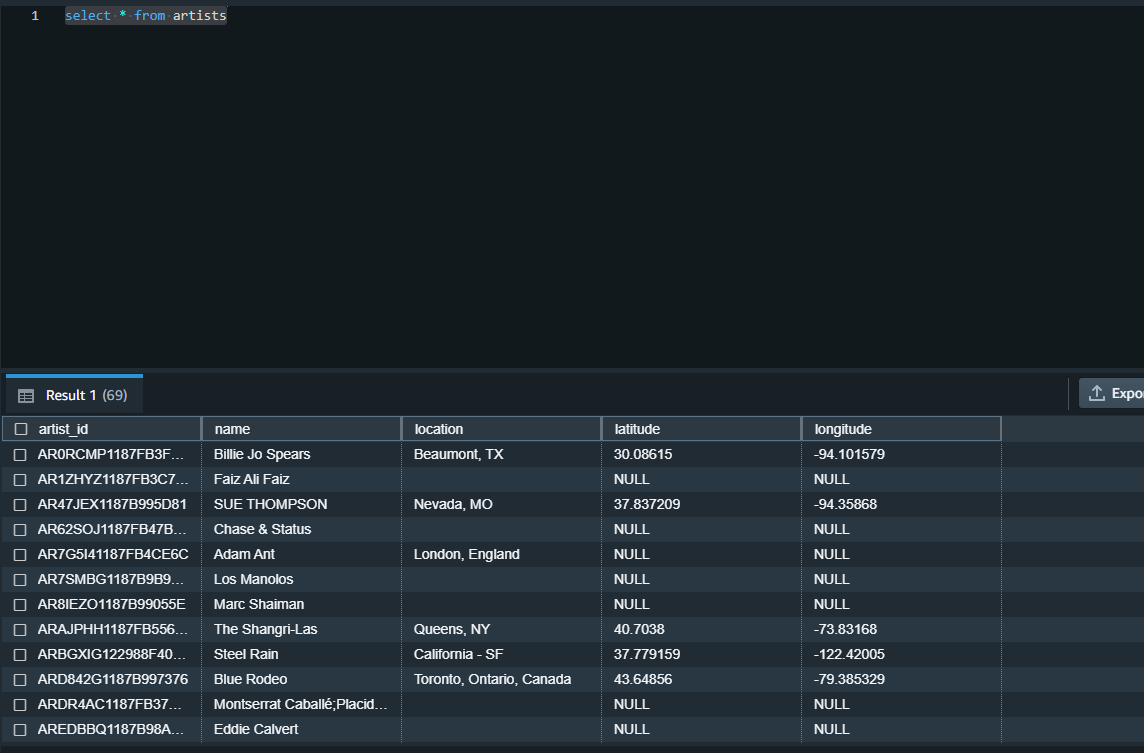 1 select * from artists
Result 1 (69)
Expor
artist_id name location latitude longitude
AR0RCMP1187FB3F... Billie Jo Spears Beaumont, TX 30.08615 -94.101579
AR1ZHYZ1187FB3C7... Faiz Ali Faiz NULL NULL
AR47JEX1187B995D81 SUE THOMPSON Nevada, MO 37.837209 -94.35868
AR62SOJ1187FB47B... Chase & Status NULL NULL
AR7G5I41187FB4CE6C Adam Ant London, England NULL NULL
AR7SMBG1187B9B9... Los Manolos NULL NULL
AR8IEZO1187B99055E Marc Shaiman NULL NULL
ARAJPHH1187FB556... The Shangri-Las Queens, NY 40.7038 -73.83168
ARBGXIG122988F40... Steel Rain California - SF 37.779159 -122.42005
ARD842G1187B997376 Blue Rodeo Toronto, Ontario, Canada 43.64856 -79.385329
ARDR4AC1187FB37... Montserrat Caballé;Placid... NULL NULL
AREDBBQ1187B98A... Eddie Calvert NULL NULL